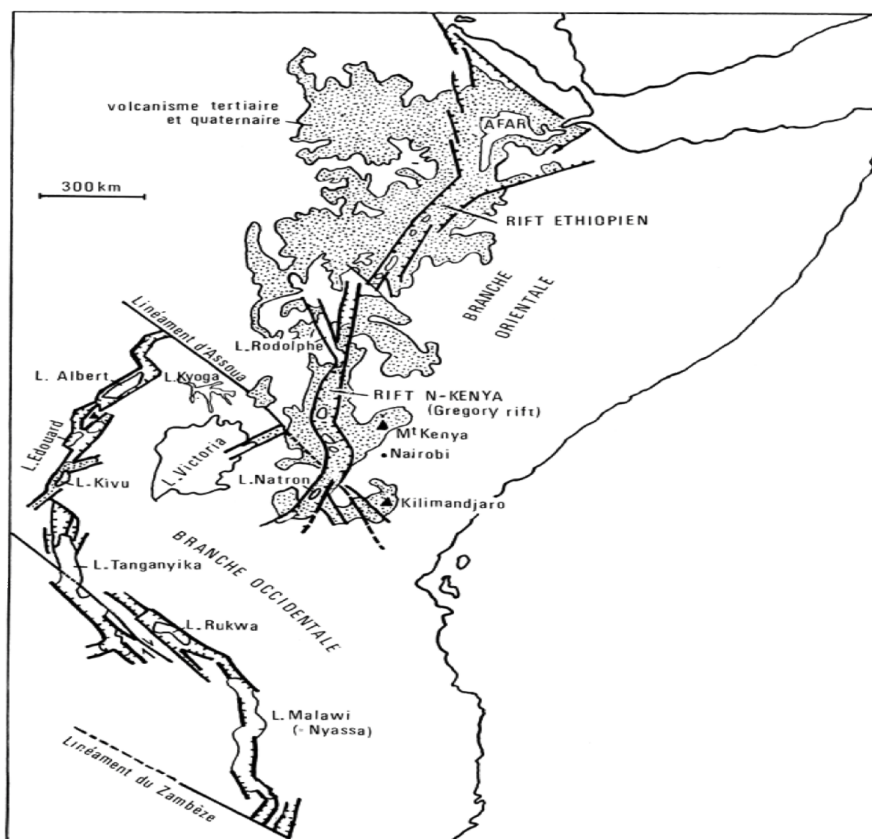 volcanisme tertiaire
et quaternaire
AFAR
300 km
RIFT ETHIOPIEN
BRANCHE
ORIENTALE
Linéament d'Assoua
L. Rodolphe
L. Albert
L. Kyoga
RIFT N-KENYA
(Gregory rift)
Mt Kenya
Nairobi
L. Edouard
L. Victoria
L. Kivu
L. Natron
Kilimandjaro
BRANCHE OCCIDENTALE
L. Tanganyika
L. Rukwa
L. Malawi
(- Nyassa)
Linéament du Zambèze